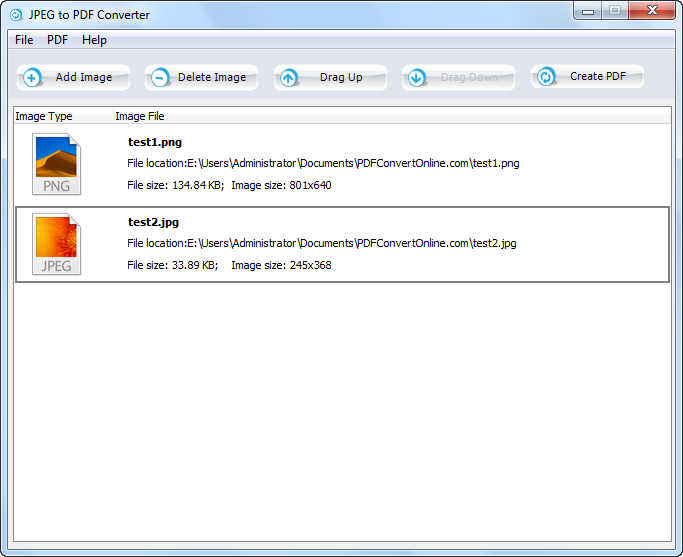 JPEG to PDF Converter
File PDF Help
Add Image Delete Image Drag Up Drag Down Create PDF
Image Type Image File
test1.png
File location:E:\Users\Administrator\Documents\PDFConvertOnline.com\test1.png
PNG
File size: 134.84 KB; Image size: 801x640
test2.jpg
File location:E:\Users\Administrator\Documents\PDFConvertOnline.com\test2.jpg
JPEG
File size: 33.89 KB; Image size: 245x368